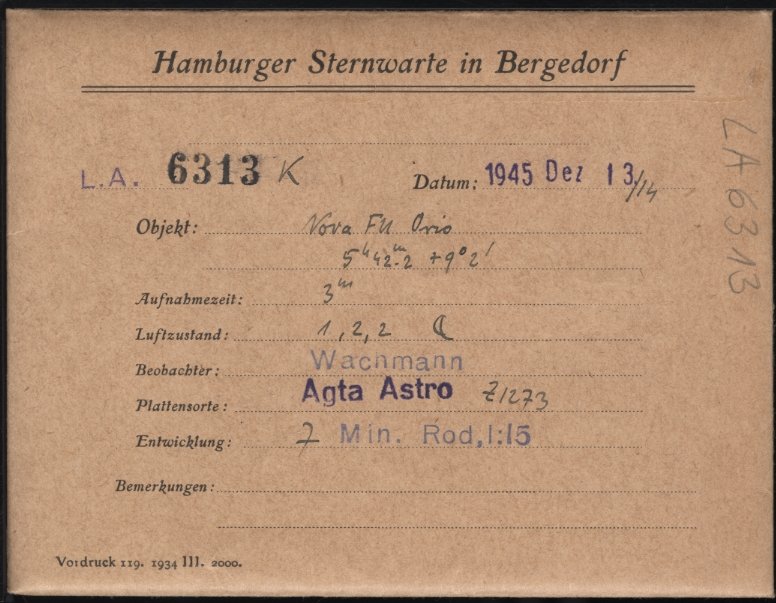 Hamburger Sternwarte in Bergedorf
L.A. 6313 K Datum: 1945 Dez 13/14
Objekt: Nova FU Orio
5ʰ42ᵐ.2 +9°2'
Aufnahmezeit: 3ᵐ
Luftzustand: 1, 2, 2 ☾
Beobachter: Wachmann
Plattensorte: Agfa Astro Z1273
Entwicklung: 7 Min. Rod,1:15
Bemerkungen:
Vordruck 119. 1934 III. 2000.
LA 6313